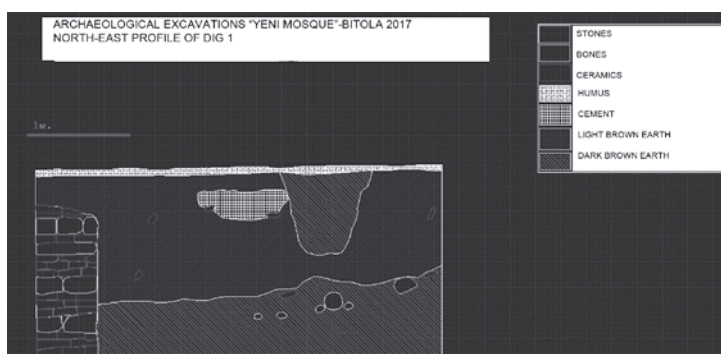 ARCHAEOLOGICAL EXCAVATIONS "YENI MOSQUE"-BITOLA 2017
NORTH-EAST PROFILE OF DIG 1
STONES
BONES
CERAMICS
HUMUS
CEMENT
LIGHT BROWN EARTH
DARK BROWN EARTH
1м.